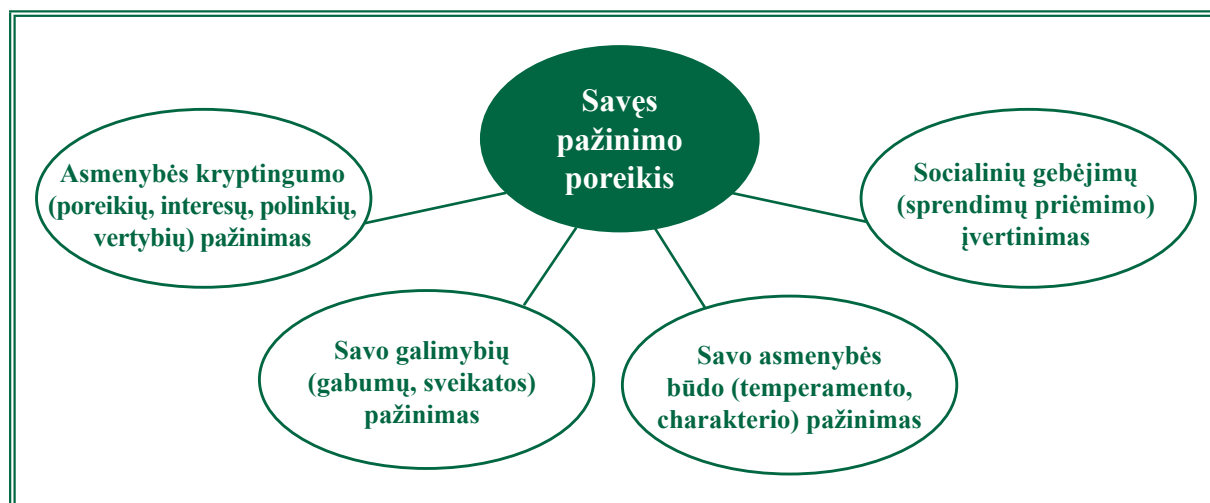 Savęs
pažinimo
poreikis
Asmenybės kryptingumo
(poreikių, interesų, polinkių,
vertybių) pažinimas
Savo galimybių
(gabumų, sveikatos)
pažinimas
Savo asmenybės
būdo (temperamento,
charakterio) pažinimas
Socialinių gebėjimų
(sprendimų priėmimo)
įvertinimas